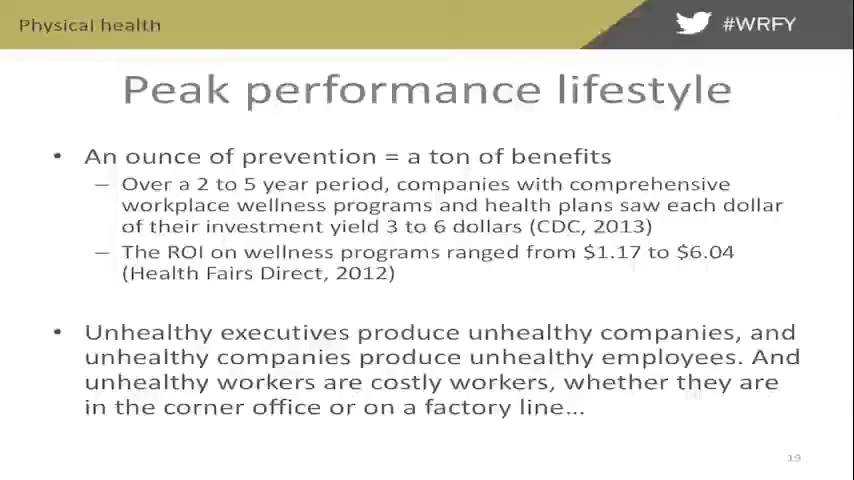 Physical health
#WRFY
Peak performance lifestyle
• An ounce of prevention = a ton of benefits
– Over a 2 to 5 year period, companies with comprehensive
workplace wellness programs and health plans saw each dollar
of their investment yield 3 to 6 dollars (CDC, 2013)
– The ROI on wellness programs ranged from $1.17 to $6.04
(Health Fairs Direct, 2012)
• Unhealthy executives produce unhealthy companies, and
unhealthy companies produce unhealthy employees. And
unhealthy workers are costly workers, whether they are
in the corner office or on a factory line...
19